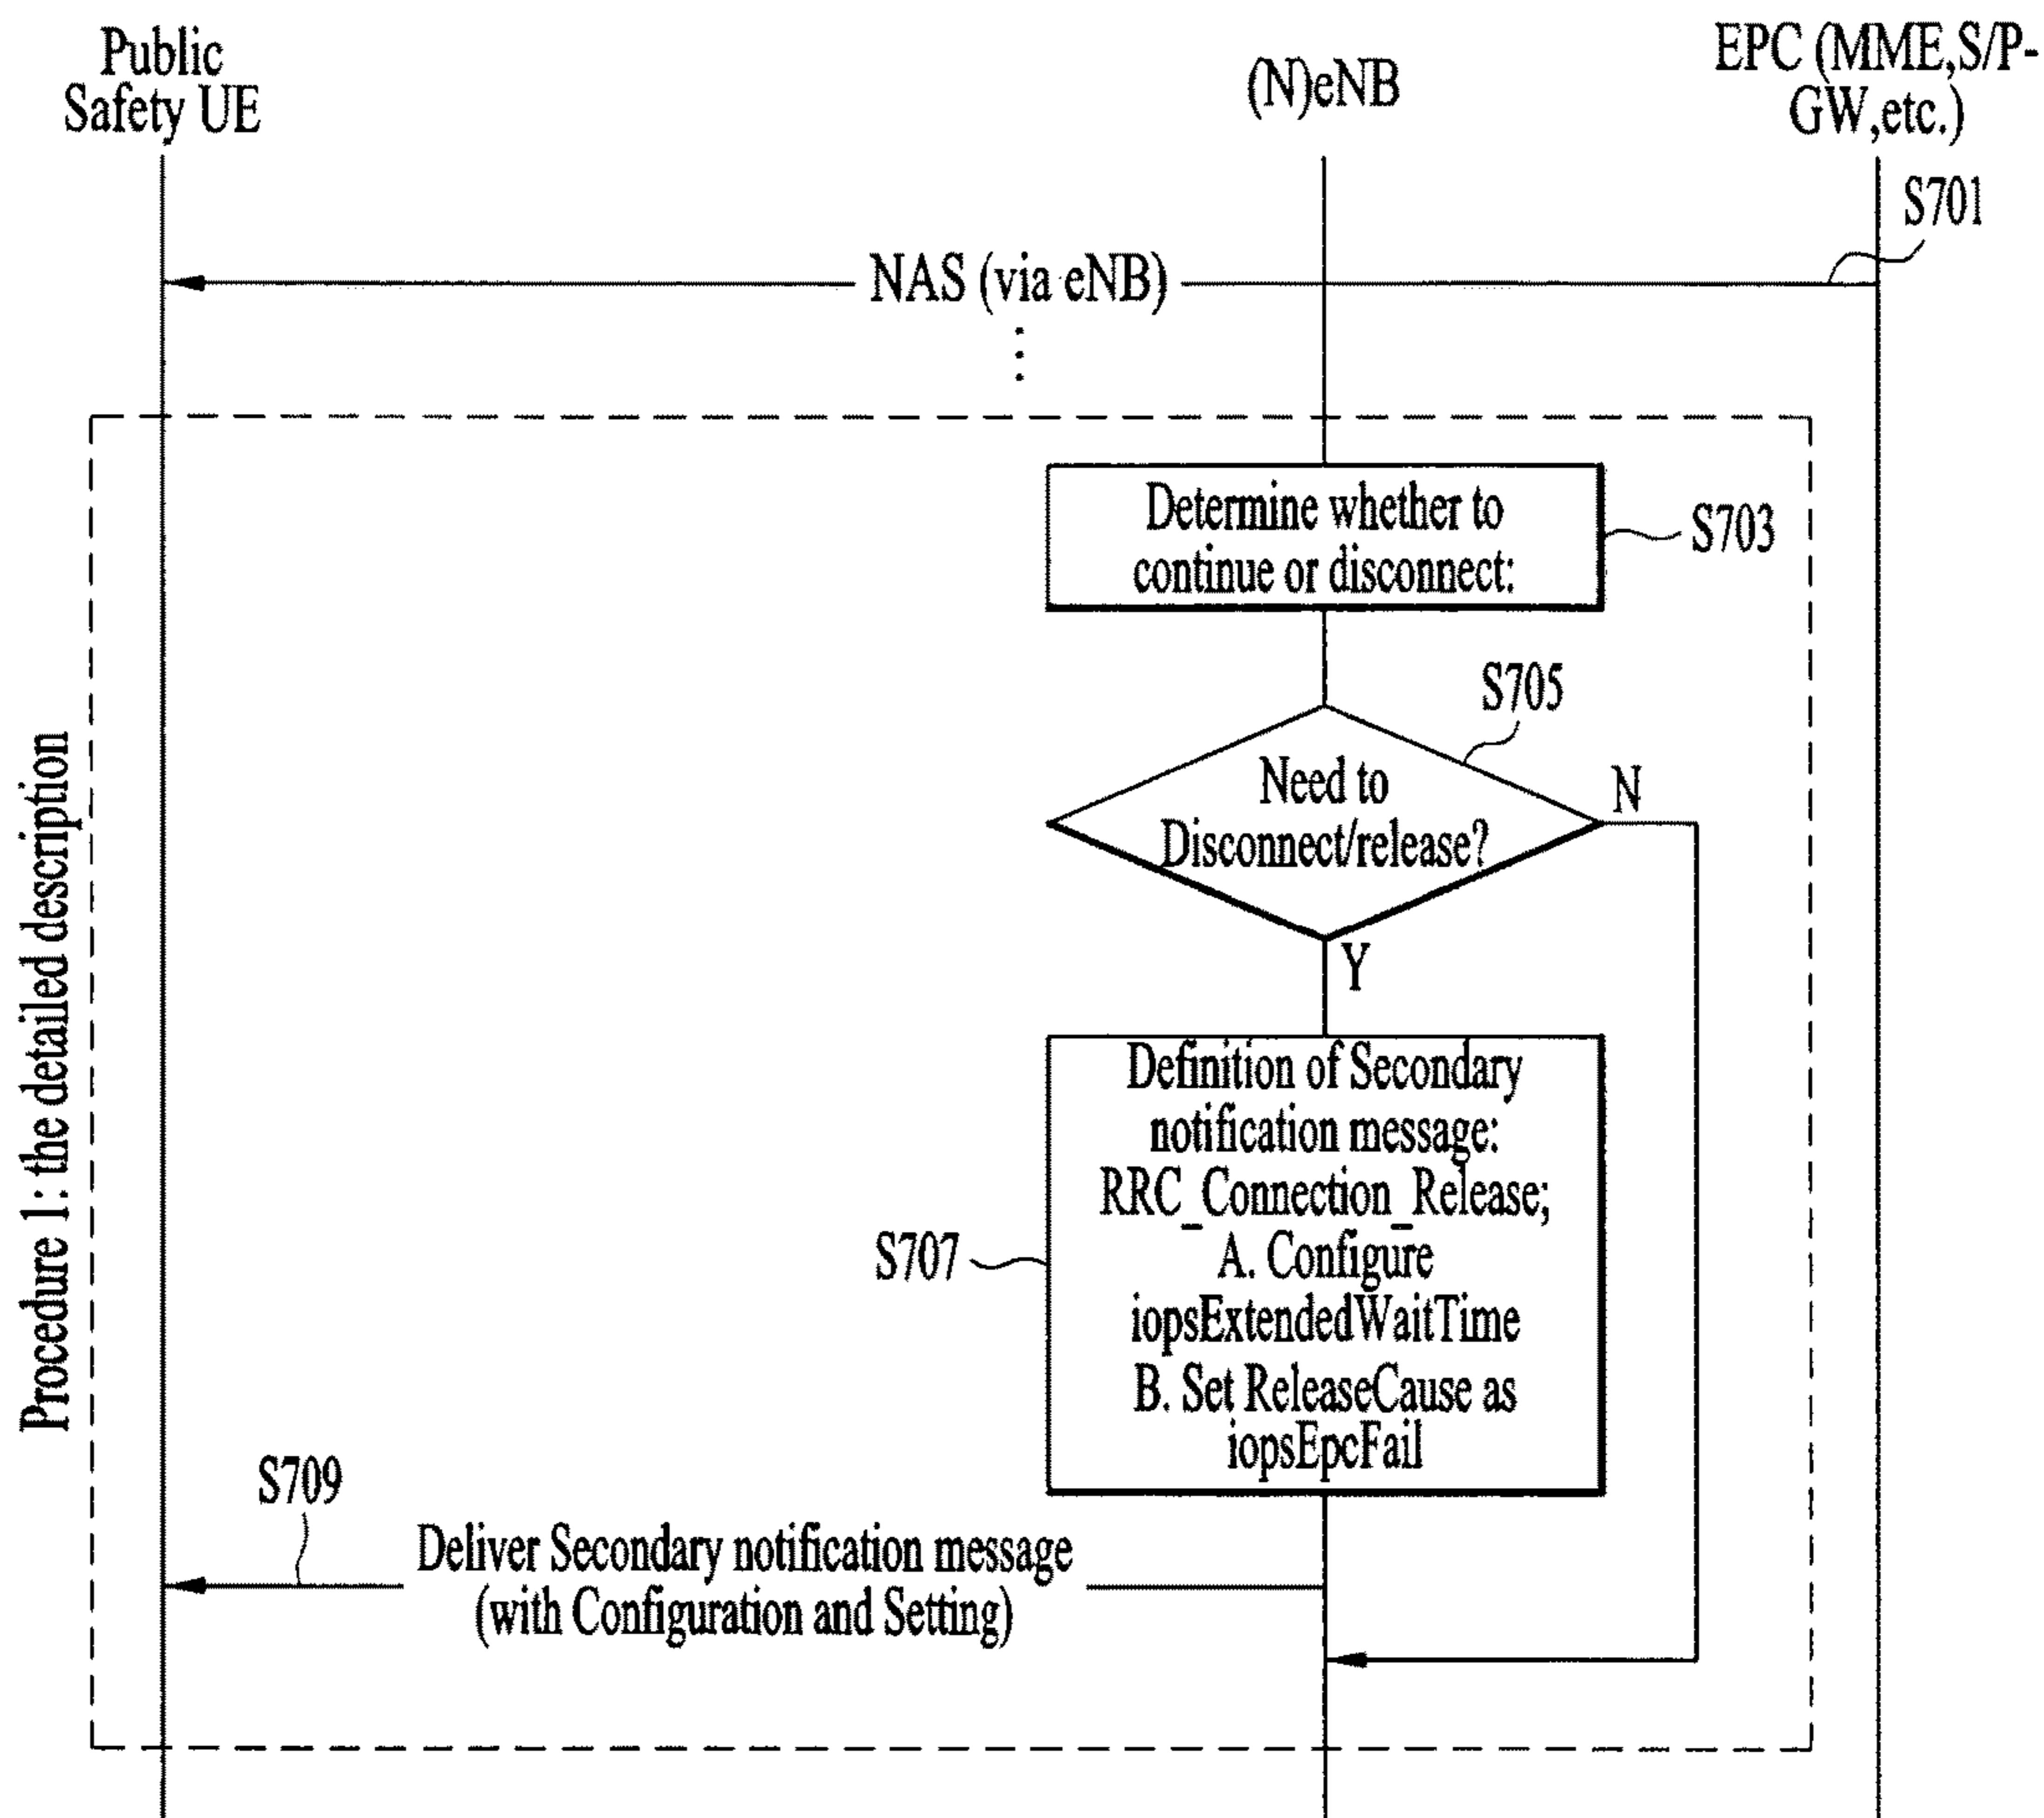 Public
Safety UE
(N)eNB
EPC (MME,S/P-
GW,etc.)
S701
NAS (via eNB)
Procedure 1: the detailed description
Determine whether to
continue or disconnect:
S703
S705
Need to
Disconnect/release?
N
Y
Definition of Secondary
notification message:
RRC_Connection_Release;
A. Configure
iopsExtendedWaitTime
B. Set ReleaseCause as
iopsEpcFail
S707
S709
Deliver Secondary notification message
(with Configuration and Setting)